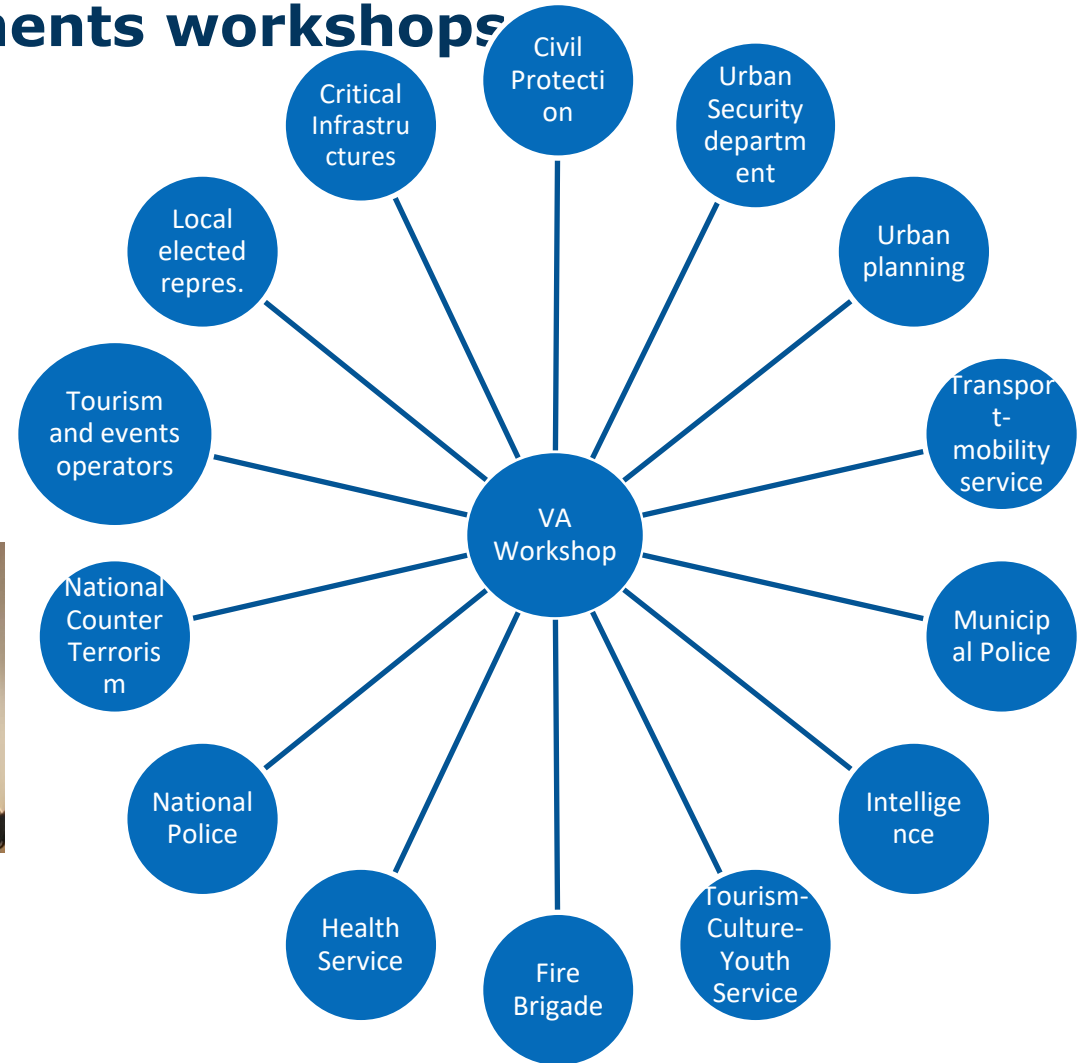 ments workshops
Civil
Protecti
on
Urban
Security
departm
ent
Urban
planning
Transpor
t-
mobility
service
Municip
al Police
Intellige
nce
Tourism-
Culture-
Youth
Service
Fire
Brigade
Health
Service
National
Police
National
Counter
Terroris
m
Tourism
and events
operators
Local
elected
repres.
Critical
Infrastru
ctures
VA
Workshop